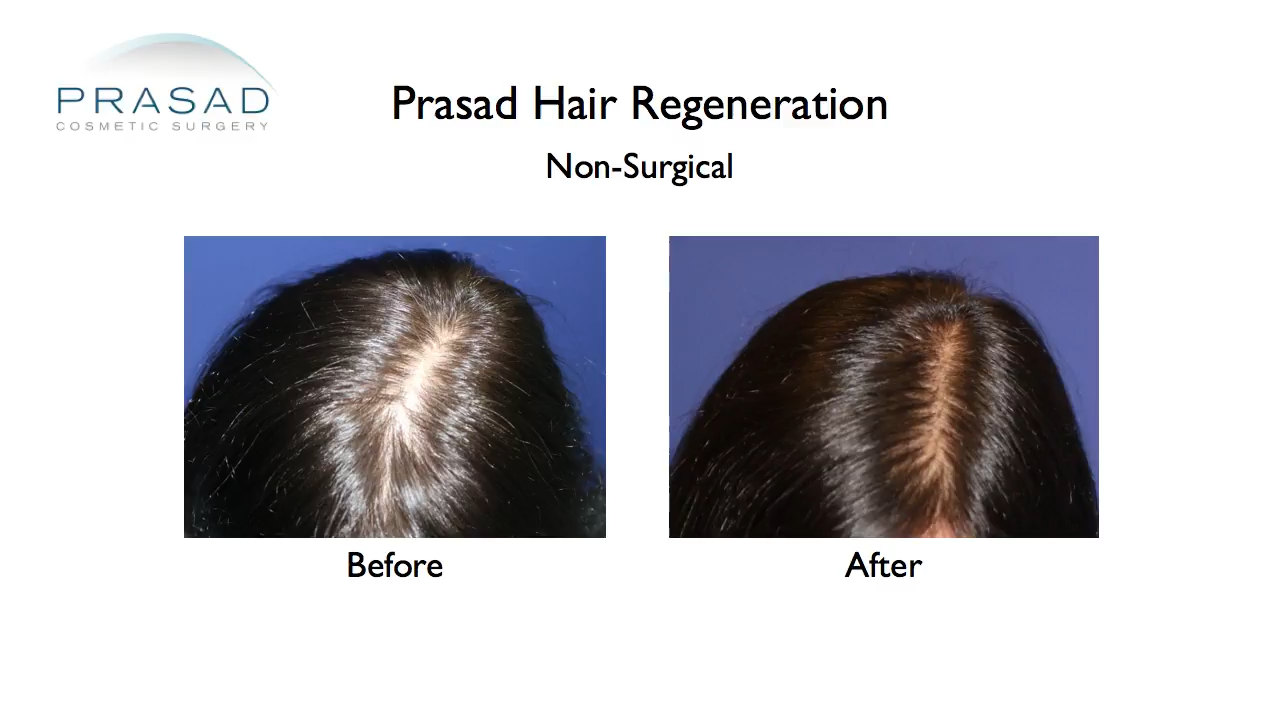 PRASAD
COSMETIC SURGERY
Prasad Hair Regeneration
Non-Surgical
Before
After